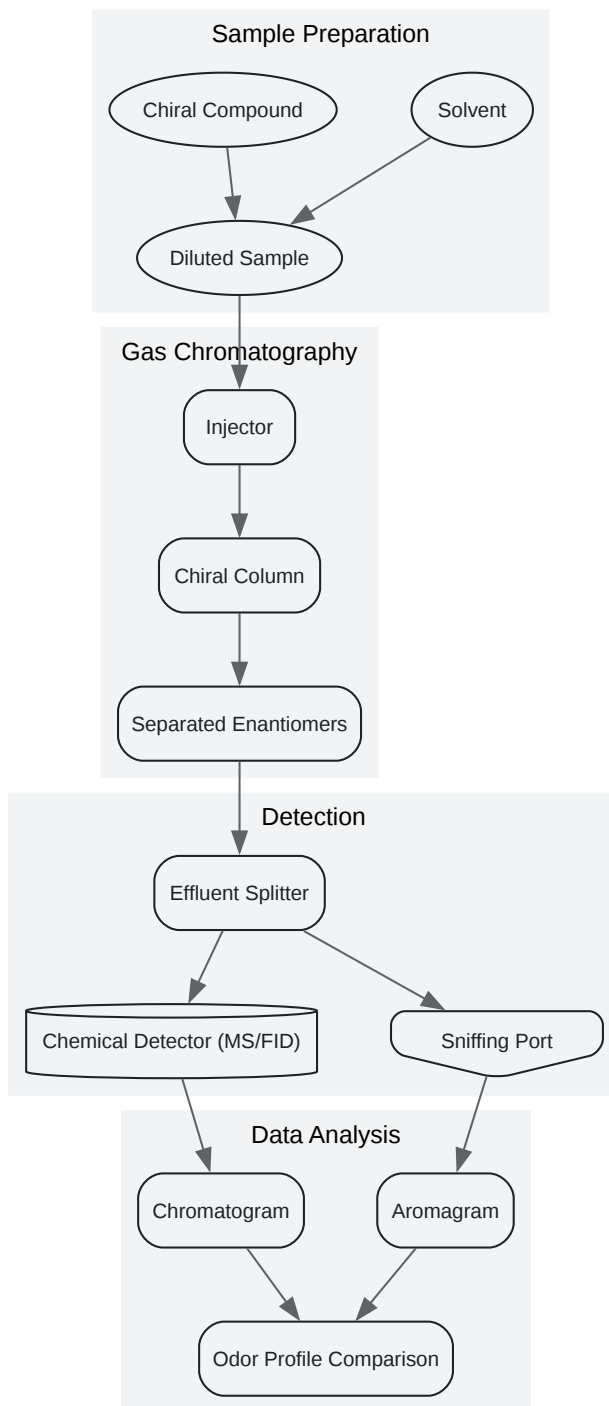 Sample Preparation
Chiral Compound
Solvent
Diluted Sample
Gas Chromatography
Injector
Chiral Column
Separated Enantiomers
Detection
Effluent Splitter
Chemical Detector (MS/FID)
Sniffing Port
Data Analysis
Chromatogram
Aromagram
Odor Profile Comparison